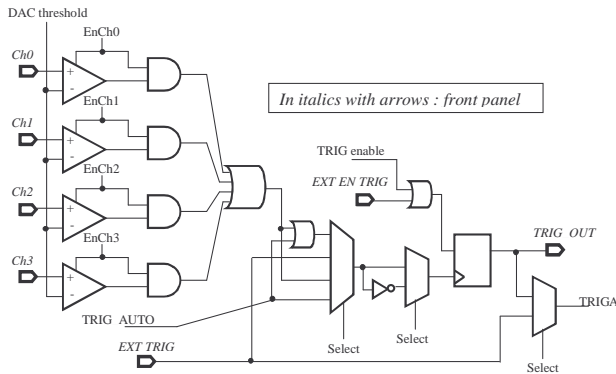 DAC threshold
EnCh0
Ch0
+
-
EnCh1
Ch1
+
-
EnCh2
Ch2
+
-
EnCh3
Ch3
+
-
In italics with arrows : front panel
TRIG enable
EXT EN TRIG
TRIG OUT
TRIG AUTO
EXT TRIG
Select
Select
Select
TRIGA